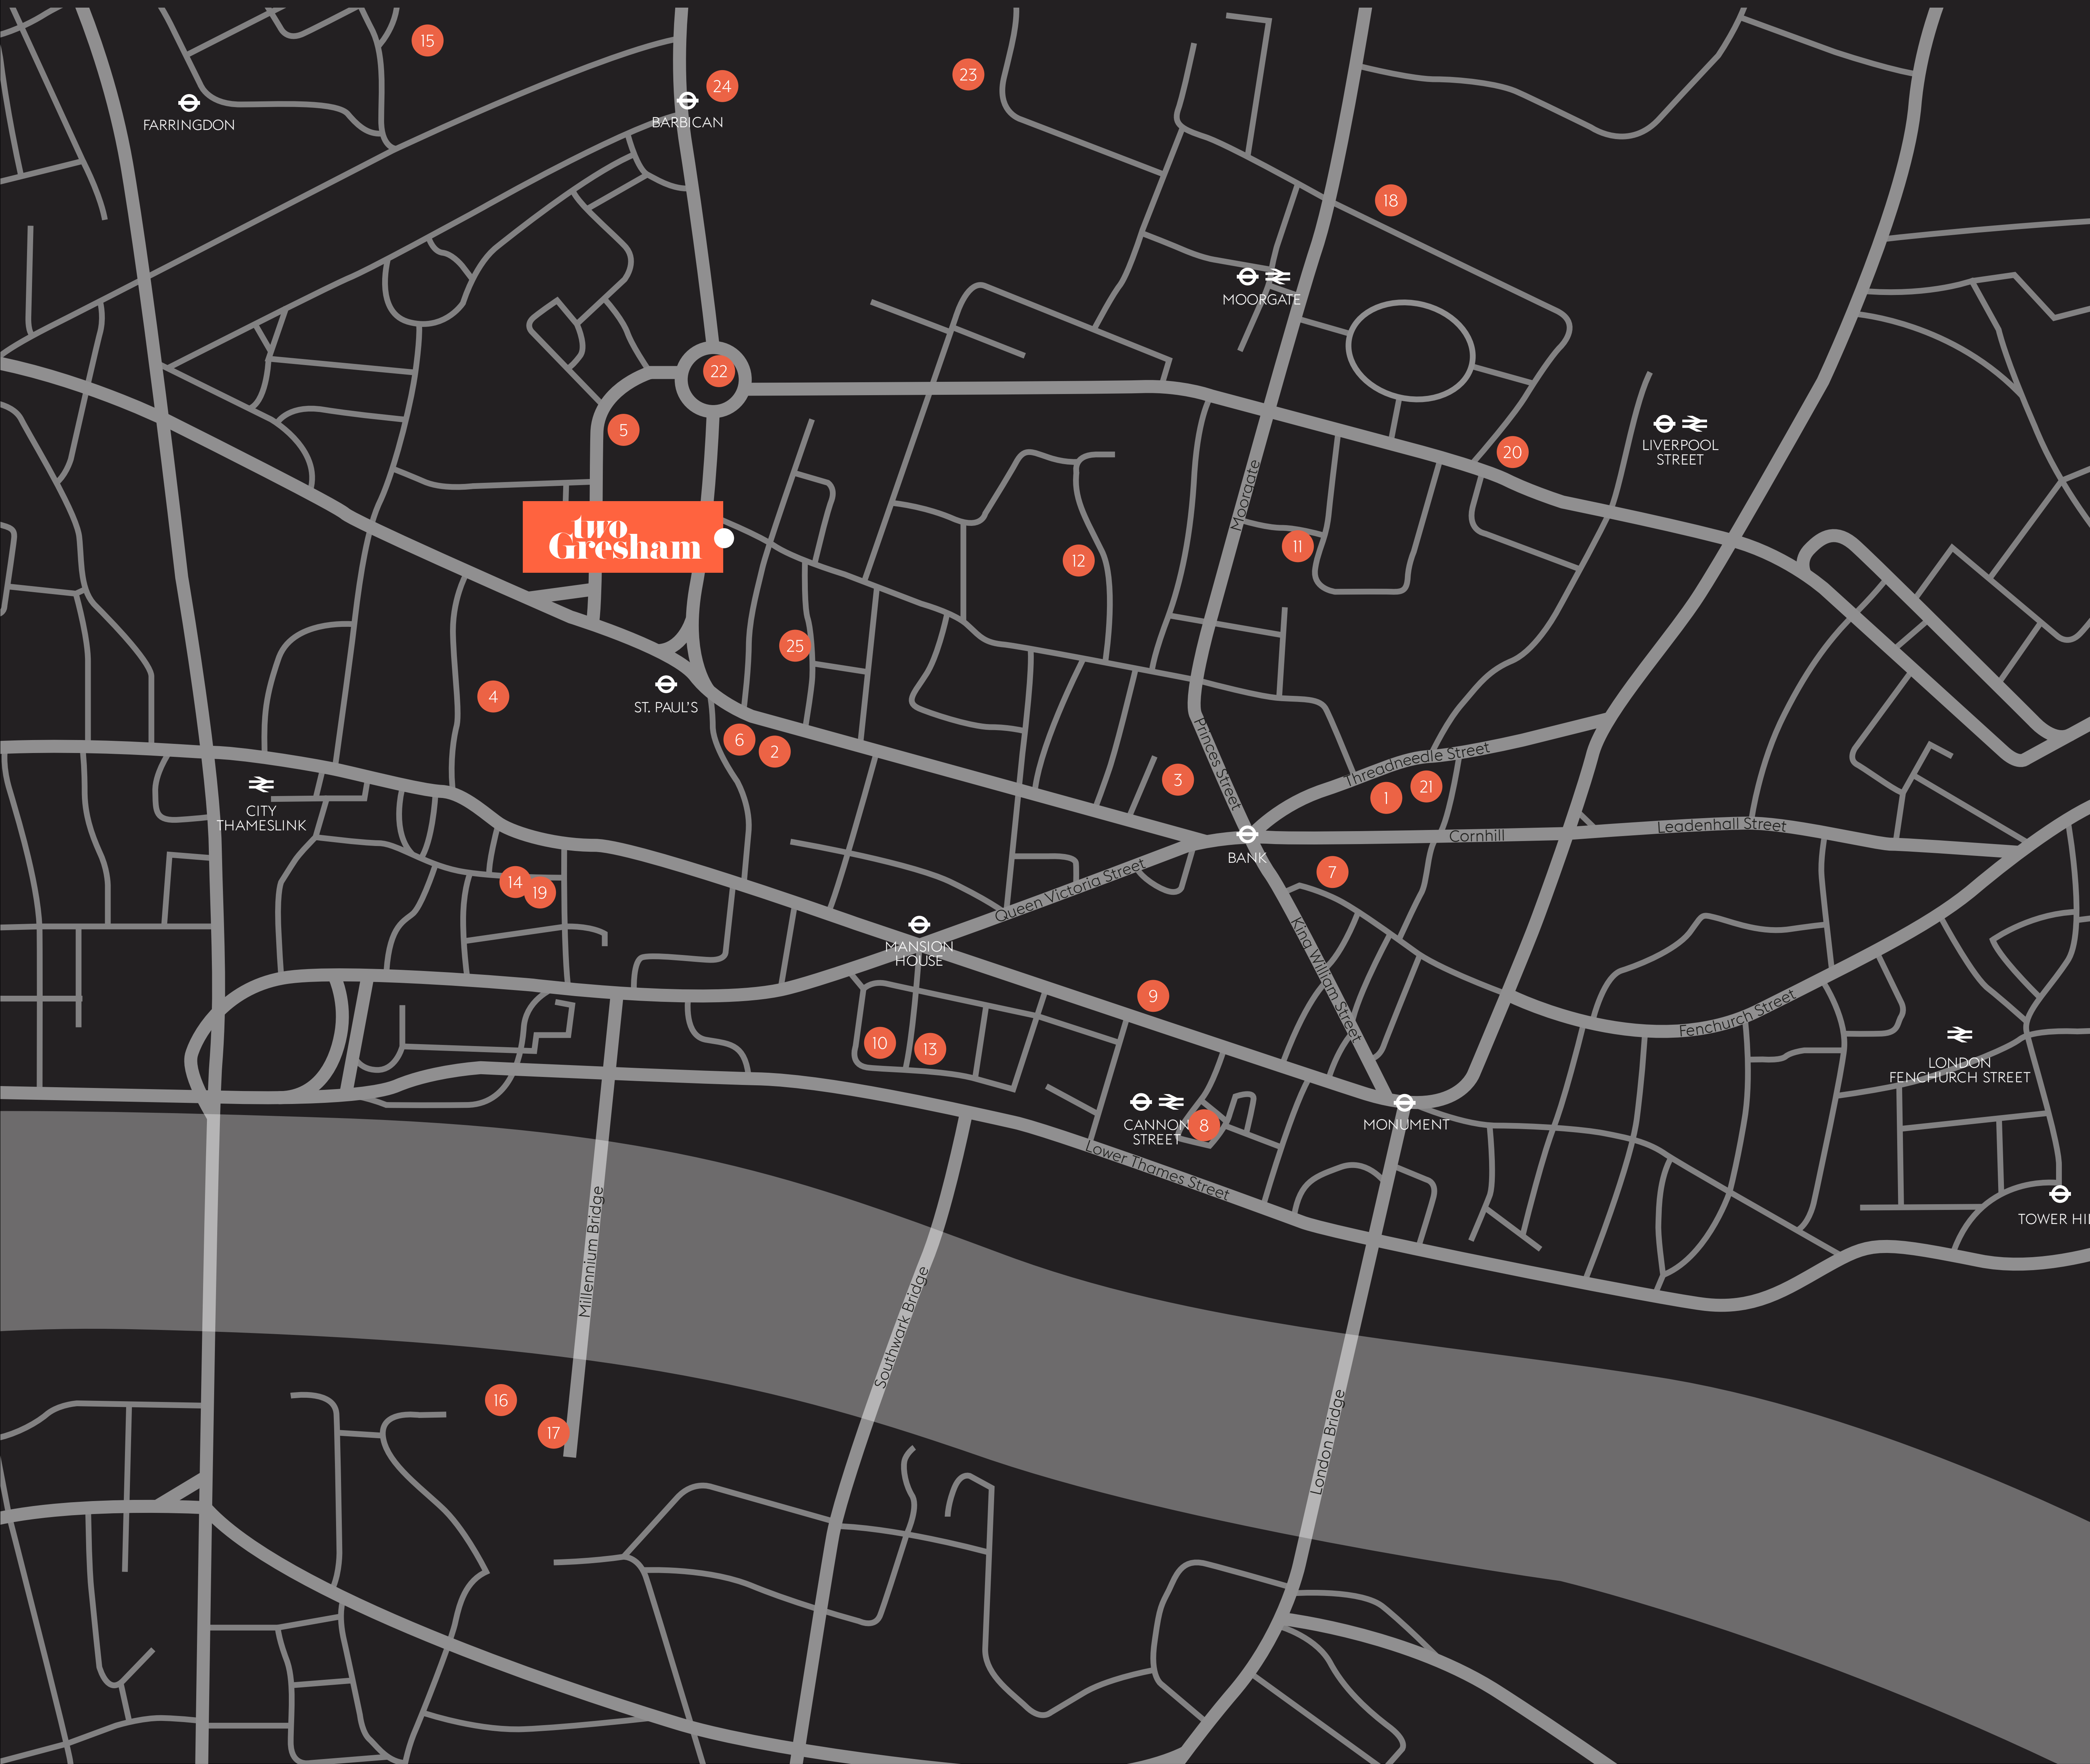 15
23
24
FARRINGDON
BARBICAN
18
MOORGATE
22
5
LIVERPOOL
STREET
20
Moorgate
two
Gresham
11
12
25
4
ST. PAUL'S
6
2
Princes Street
3
Threadneedle Street
1
21
CITY
THAMESLINK
Cornhill
Leadenhall Street
BANK
7
Queen Victoria Street
14
19
MANSION
HOUSE
King William Street
9
Fenchurch Street
10
13
LONDON
FENCHURCH STREET
CANNON
STREET
8
MONUMENT
Lower Thames Street
TOWER HI
Millennium Bridge
Southwark Bridge
London Bridge
16
17